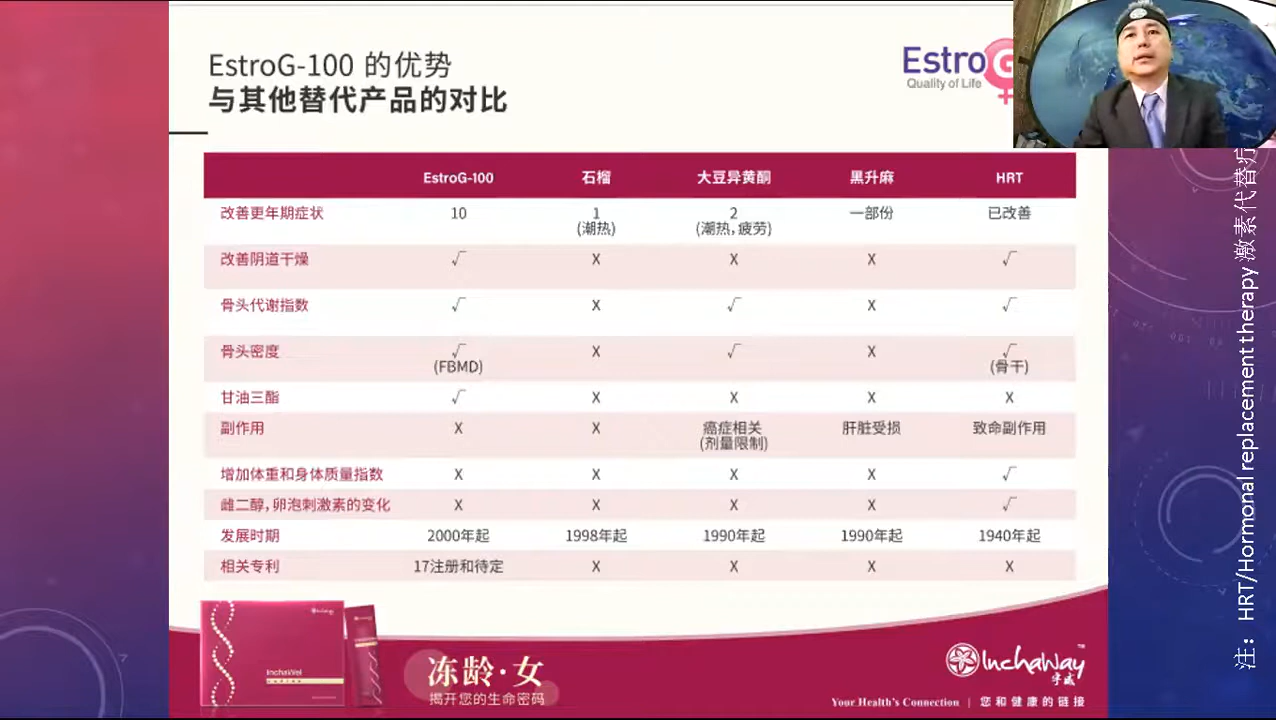 EstroG-100 的优势
与其他替代产品的对比
EstroG
Quality of Life
EstroG-100 石榴 大豆异黄酮 黑升麻 HRT
改善更年期症状 10 1 2 一部份 已改善
(潮热) (潮热,疲劳)
改善阴道干燥 √ X X X √
骨头代谢指数 √ X √ X √
骨头密度 √ X √ X √
(FBMD) (骨干)
甘油三酯 √ X X X X
副作用 X X 癌症相关 肝脏受损 致命副作用
(剂量限制)
增加体重和身体质量指数 X X X X √
雌二醇,卵泡刺激素的变化 X X X X √
发展时期 2000年起 1998年起 1990年起 1990年起 1940年起
相关专利 17注册和待定 X X X X
冻龄·女
揭开您的生命密码
InchaWay™
宇威
Your Health's Connection | 您和健康的链接
注: HRT/Hormonal replacement therapy 激素代替疗